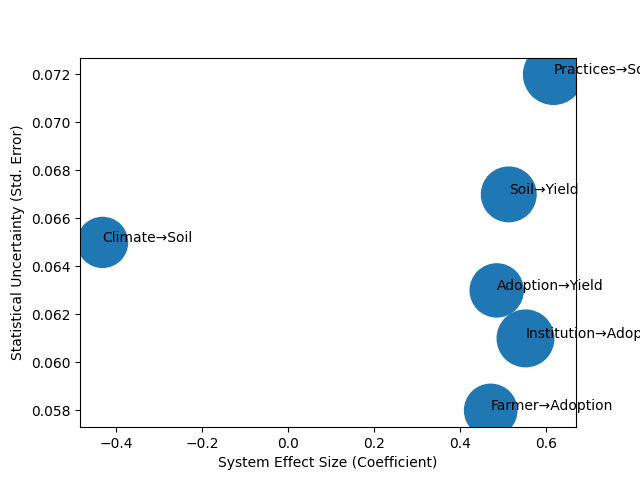 0.072
0.070
0.068
0.066
0.064
0.062
0.060
0.058
Statistical Uncertainty (Std. Error)
Practices→So
Soil→Yield
Climate→Soil
Adoption→Yield
Institution→Adop
Farmer→Adoption
−0.4 −0.2 0.0 0.2 0.4 0.6
System Effect Size (Coefficient)